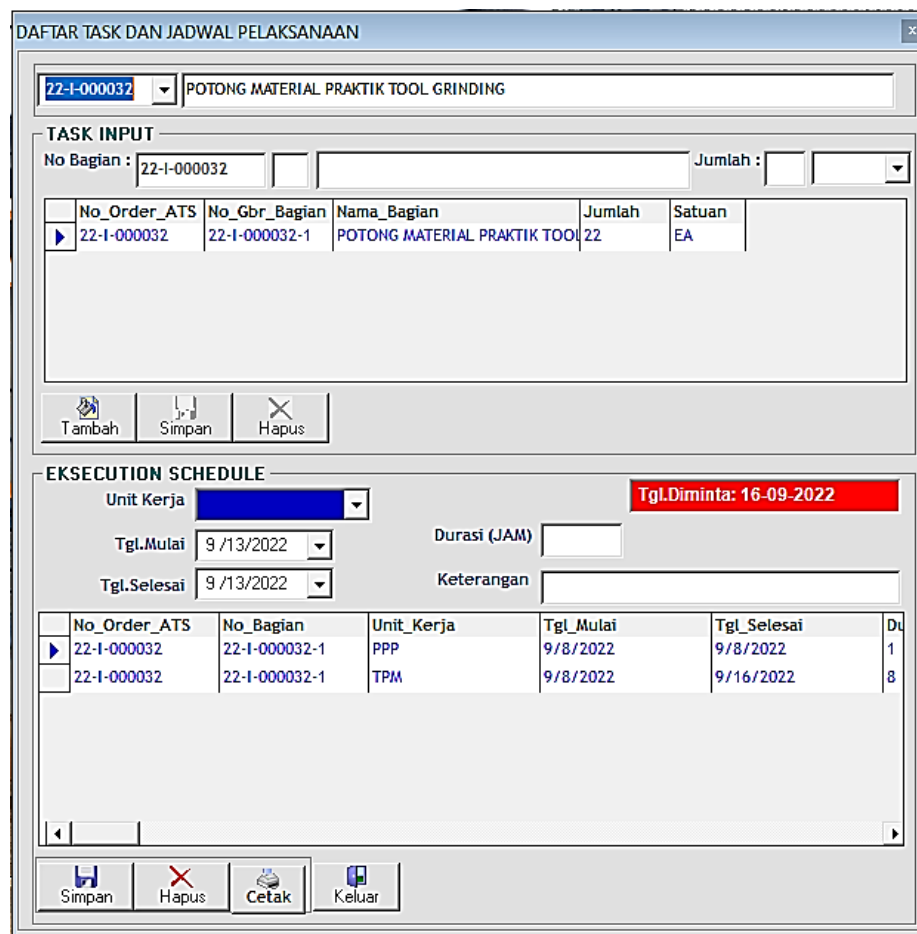 DAFTAR TASK DAN JADWAL PELAKSANAAN
22-I-000032 POTONG MATERIAL PRAKTIK TOOL GRINDING
TASK INPUT
No Bagian : 22-I-000032 Jumlah :
No_Order_ATS No_Gbr_Bagian Nama_Bagian Jumlah Satuan
22-I-000032 22-I-000032-1 POTONG MATERIAL PRAKTIK TOOL 22 EA
Tambah Simpan Hapus
EKSECUTION SCHEDULE
Unit Kerja Tgl.Diminta: 16-09-2022
Tgl.Mulai 9/13/2022 Durasi (JAM)
Tgl.Selesai 9/13/2022 Keterangan
No_Order_ATS No_Bagian Unit_Kerja Tgl_Mulai Tgl_Selesai Du
22-I-000032 22-I-000032-1 PPP 9/8/2022 9/8/2022 1
22-I-000032 22-I-000032-1 TPM 9/8/2022 9/16/2022 8
Simpan Hapus Cetak Keluar